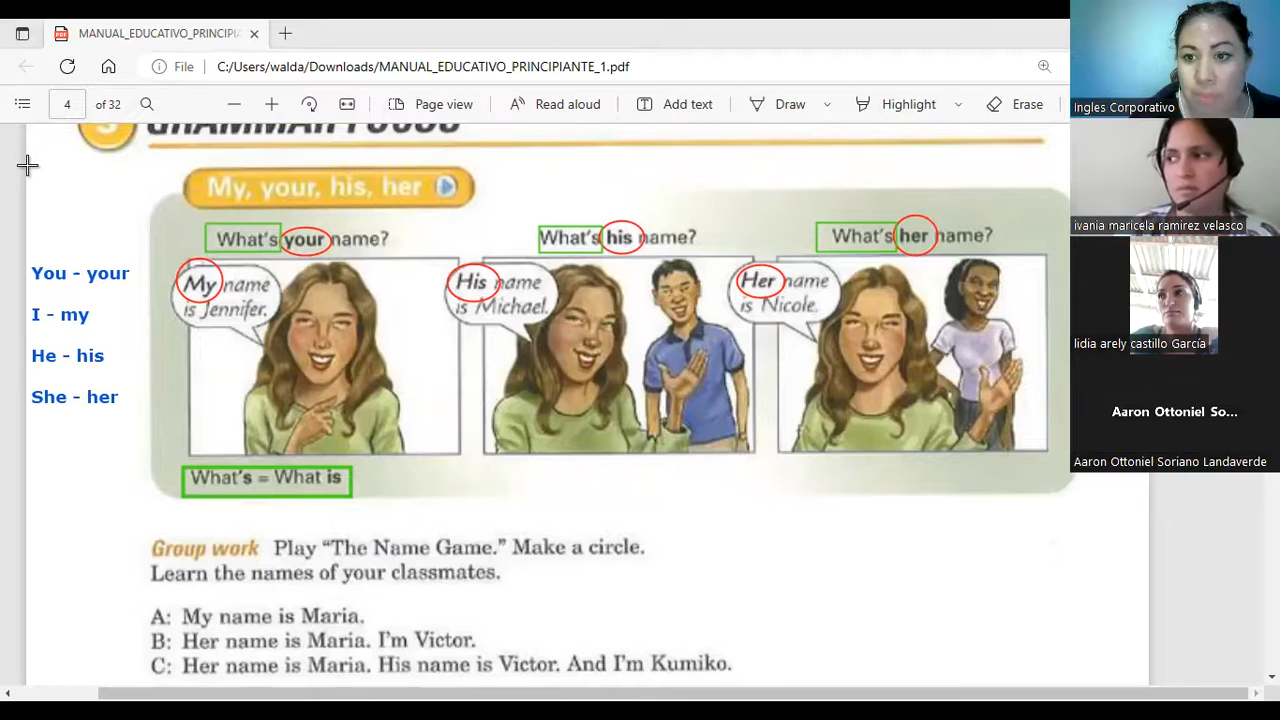 MANUAL_EDUCATIVO_PRINCIPIA
File
C:/Users/walda/Downloads/MANUAL_EDUCATIVO_PRINCIPIANTE_1.pdf
4 of 32
Page view
Read aloud
Add text
Draw
Highlight
Erase
3 GRAMMAR FOCUS
My, your, his, her
What's your name?
What's his name?
What's her name?
My name
is Jennifer.
His name
is Michael.
Her name
is Nicole.
You - your
I - my
He - his
She - her
What's = What is
Group work Play “The Name Game.” Make a circle.
Learn the names of your classmates.
A: My name is Maria.
B: Her name is Maria. I'm Victor.
C: Her name is Maria. His name is Victor. And I'm Kumiko.
Ingles Corporativo
ivania maricela ramirez velasco
lidia arely castillo García
Aaron Ottoniel So...
Aaron Ottoniel Soriano Landaverde